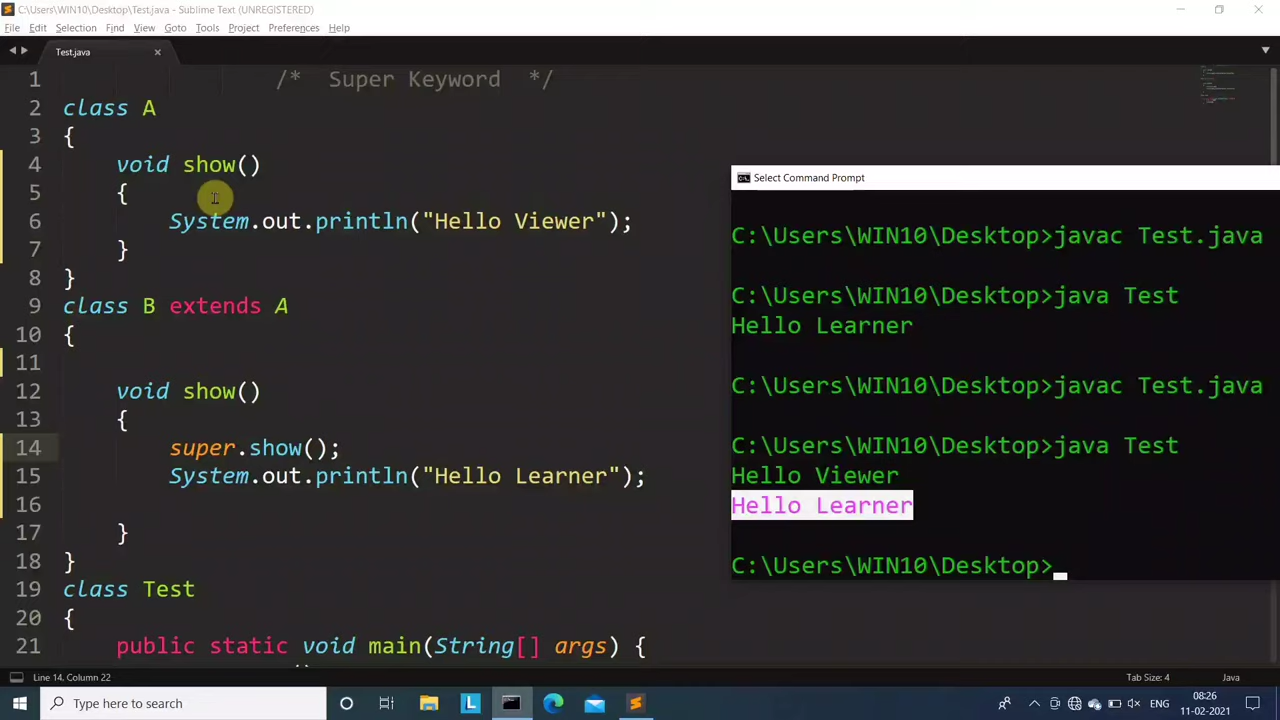 C:\Users\WIN10\Desktop\Test.java - Sublime Text (UNREGISTERED)
File Edit Selection Find View Goto Tools Project Preferences Help
Test.java
1 /* Super Keyword */
2 class A
3 {
4 void show()
5 {
6 System.out.println("Hello Viewer");
7 }
8 }
9 class B extends A
10 {
11
12 void show()
13 {
14 super.show();
15 System.out.println("Hello Learner");
16
17 }
18 }
19 class Test
20 {
21 public static void main(String[] args) {
Select Command Prompt
C:\Users\WIN10\Desktop>javac Test.java
C:\Users\WIN10\Desktop>java Test
Hello Learner
C:\Users\WIN10\Desktop>javac Test.java
C:\Users\WIN10\Desktop>java Test
Hello Viewer
Hello Learner
C:\Users\WIN10\Desktop>
Line 14, Column 22
Tab Size: 4
Java
Type here to search
ENG
08:26
11-02-2021